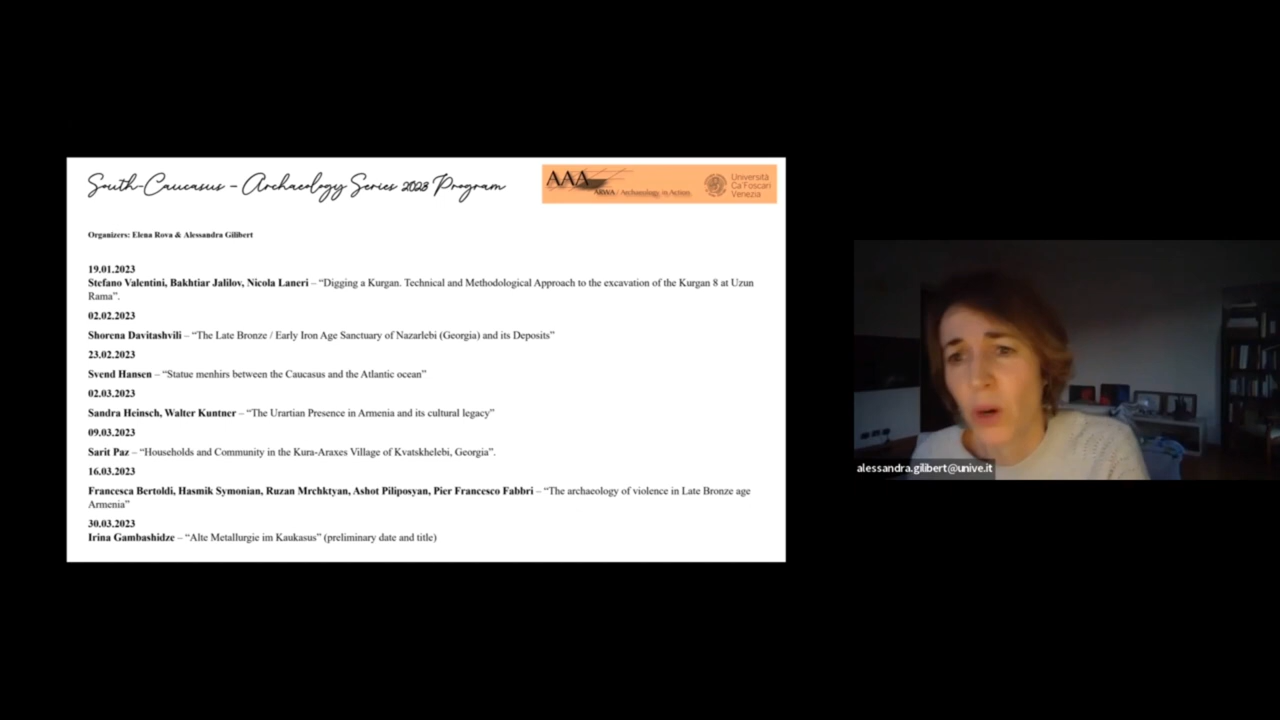 South-Caucasus - Archaeology Series 2023 Program
AAA
ARWA / Archaeology in Action
Università
Ca'Foscari
Venezia
Organizers: Elena Rova & Alessandra Gilibert
19.01.2023
Stefano Valentini, Bakhtiar Jalilov, Nicola Laneri – “Digging a Kurgan. Technical and Methodological Approach to the excavation of the Kurgan 8 at Uzun
Rama”.
02.02.2023
Shorena Davitashvili – “The Late Bronze / Early Iron Age Sanctuary of Nazarlebi (Georgia) and its Deposits”
23.02.2023
Svend Hansen – “Statue menhirs between the Caucasus and the Atlantic ocean”
02.03.2023
Sandra Heinsch, Walter Kuntner – “The Urartian Presence in Armenia and its cultural legacy”
09.03.2023
Sarit Paz – “Households and Community in the Kura-Araxes Village of Kvatskhelebi, Georgia”.
16.03.2023
Francesca Bertoldi, Hasmik Symonian, Ruzan Mrchktyan, Ashot Piliposyan, Pier Francesco Fabbri – “The archaeology of violence in Late Bronze age
Armenia”
30.03.2023
Irina Gambashidze – “Alte Metallurgie im Kaukasus” (preliminary date and title)
alessandra.gilibert@unive.it